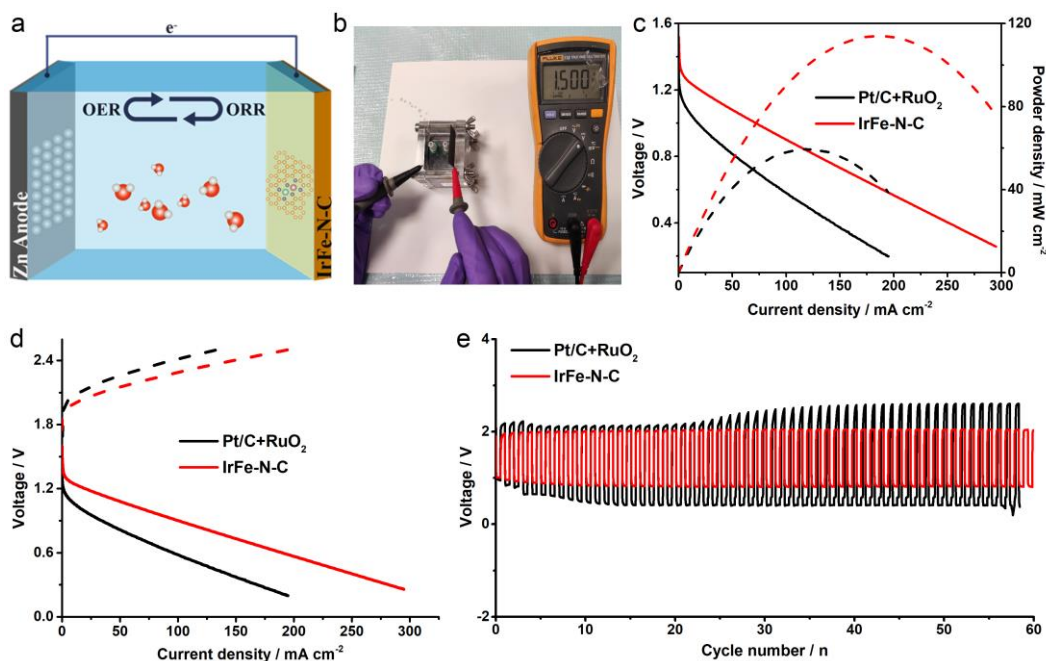 a
e⁻
OER
ORR
Zn Anode
IrFe-N-C
b
FLUKE
1.500
c
1.6
1.2
0.8
0.4
Voltage / V
120
80
40
0
Powder density / mW cm⁻²
Pt/C+RuO₂
IrFe-N-C
0
50
100
150
200
250
300
Current density / mA cm⁻²
d
2.4
1.8
1.2
0.6
0.0
Voltage / V
Pt/C+RuO₂
IrFe-N-C
0
50
100
150
200
250
300
Current density / mA cm⁻²
e
4
2
0
-2
Voltage / V
Pt/C+RuO₂
IrFe-N-C
0
10
20
30
40
50
60
Cycle number / n